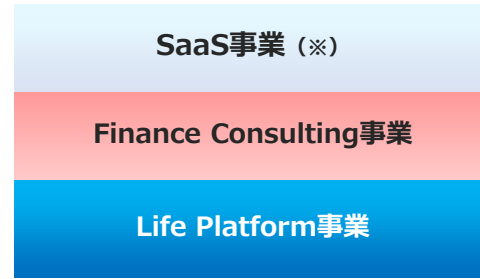 SaaS事業（※）
Finance Consulting事業
Life Platform事業